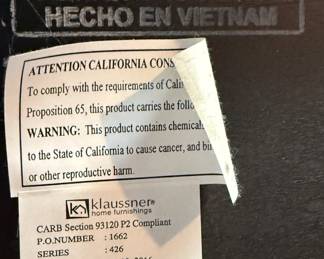 HECHO EN VIETNAM
ATTENTION CALIFORNIA CONS
To comply with the requirements of Cali
Proposition 65, this product carries the follo
WARNING: This product contains chemical
to the State of California to cause cancer, and bi
or other reproductive harm.
klaussner®
home furnishings
CARB Section 93120 P2 Compliant
P.O.NUMBER : 1662
SERIES : 426